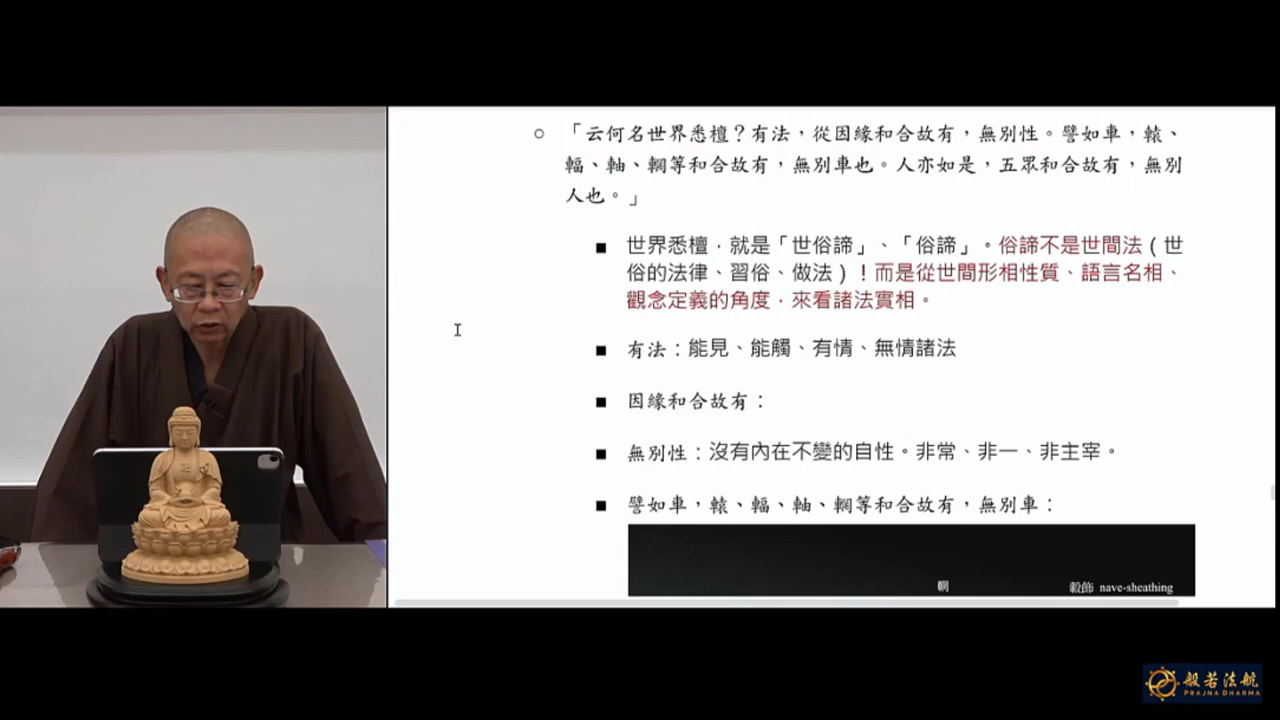 「云何名世界悉檀？有法，從因緣和合故有，無別性。譬如車，轅、
輻、軸、輞等和合故有，無別車也。人亦如是，五眾和合故有，無別
人也。」
世界悉檀，就是「世俗諦」、「俗諦」。俗諦不是世間法（世
俗的法律、習俗、做法）！而是從世間形相性質、語言名相、
觀念定義的角度，來看諸法實相。
有法：能見、能觸、有情、無情諸法
因緣和合故有：
無別性：沒有內在不變的自性。非常、非一、非主宰。
譬如車，轅、輻、軸、輞等和合故有，無別車：
輞
轂飾 nave-sheathing
般若法航
PRAJNA DHARMA